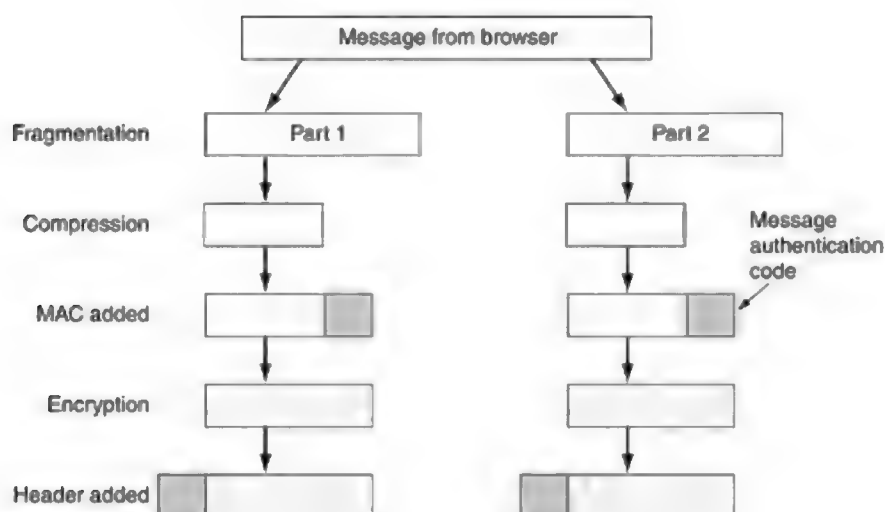 Message from browser
Fragmentation
Part 1
Part 2
Compression
Message
authentication
code
MAC added
Encryption
Header added